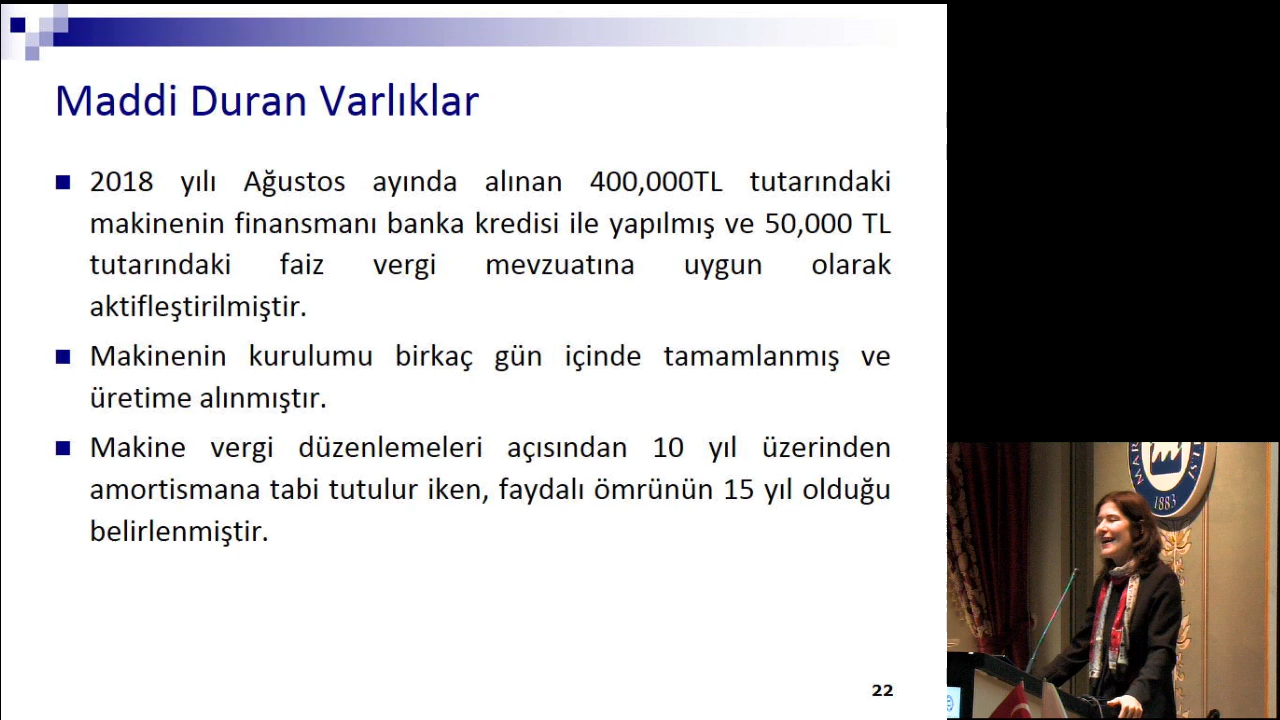 Maddi Duran Varlıklar
2018 yılı Ağustos ayında alınan 400,000TL tutarındaki
makinenin finansmanı banka kredisi ile yapılmış ve 50,000 TL
tutarındaki faiz vergi mevzuatına uygun olarak
aktifleştirilmiştir.
Makinenin kurulumu birkaç gün içinde tamamlanmış ve
üretime alınmıştır.
Makine vergi düzenlemeleri açısından 10 yıl üzerinden
amortismana tabi tutulur iken, faydalı ömrünün 15 yıl olduğu
belirlenmiştir.
22
1883